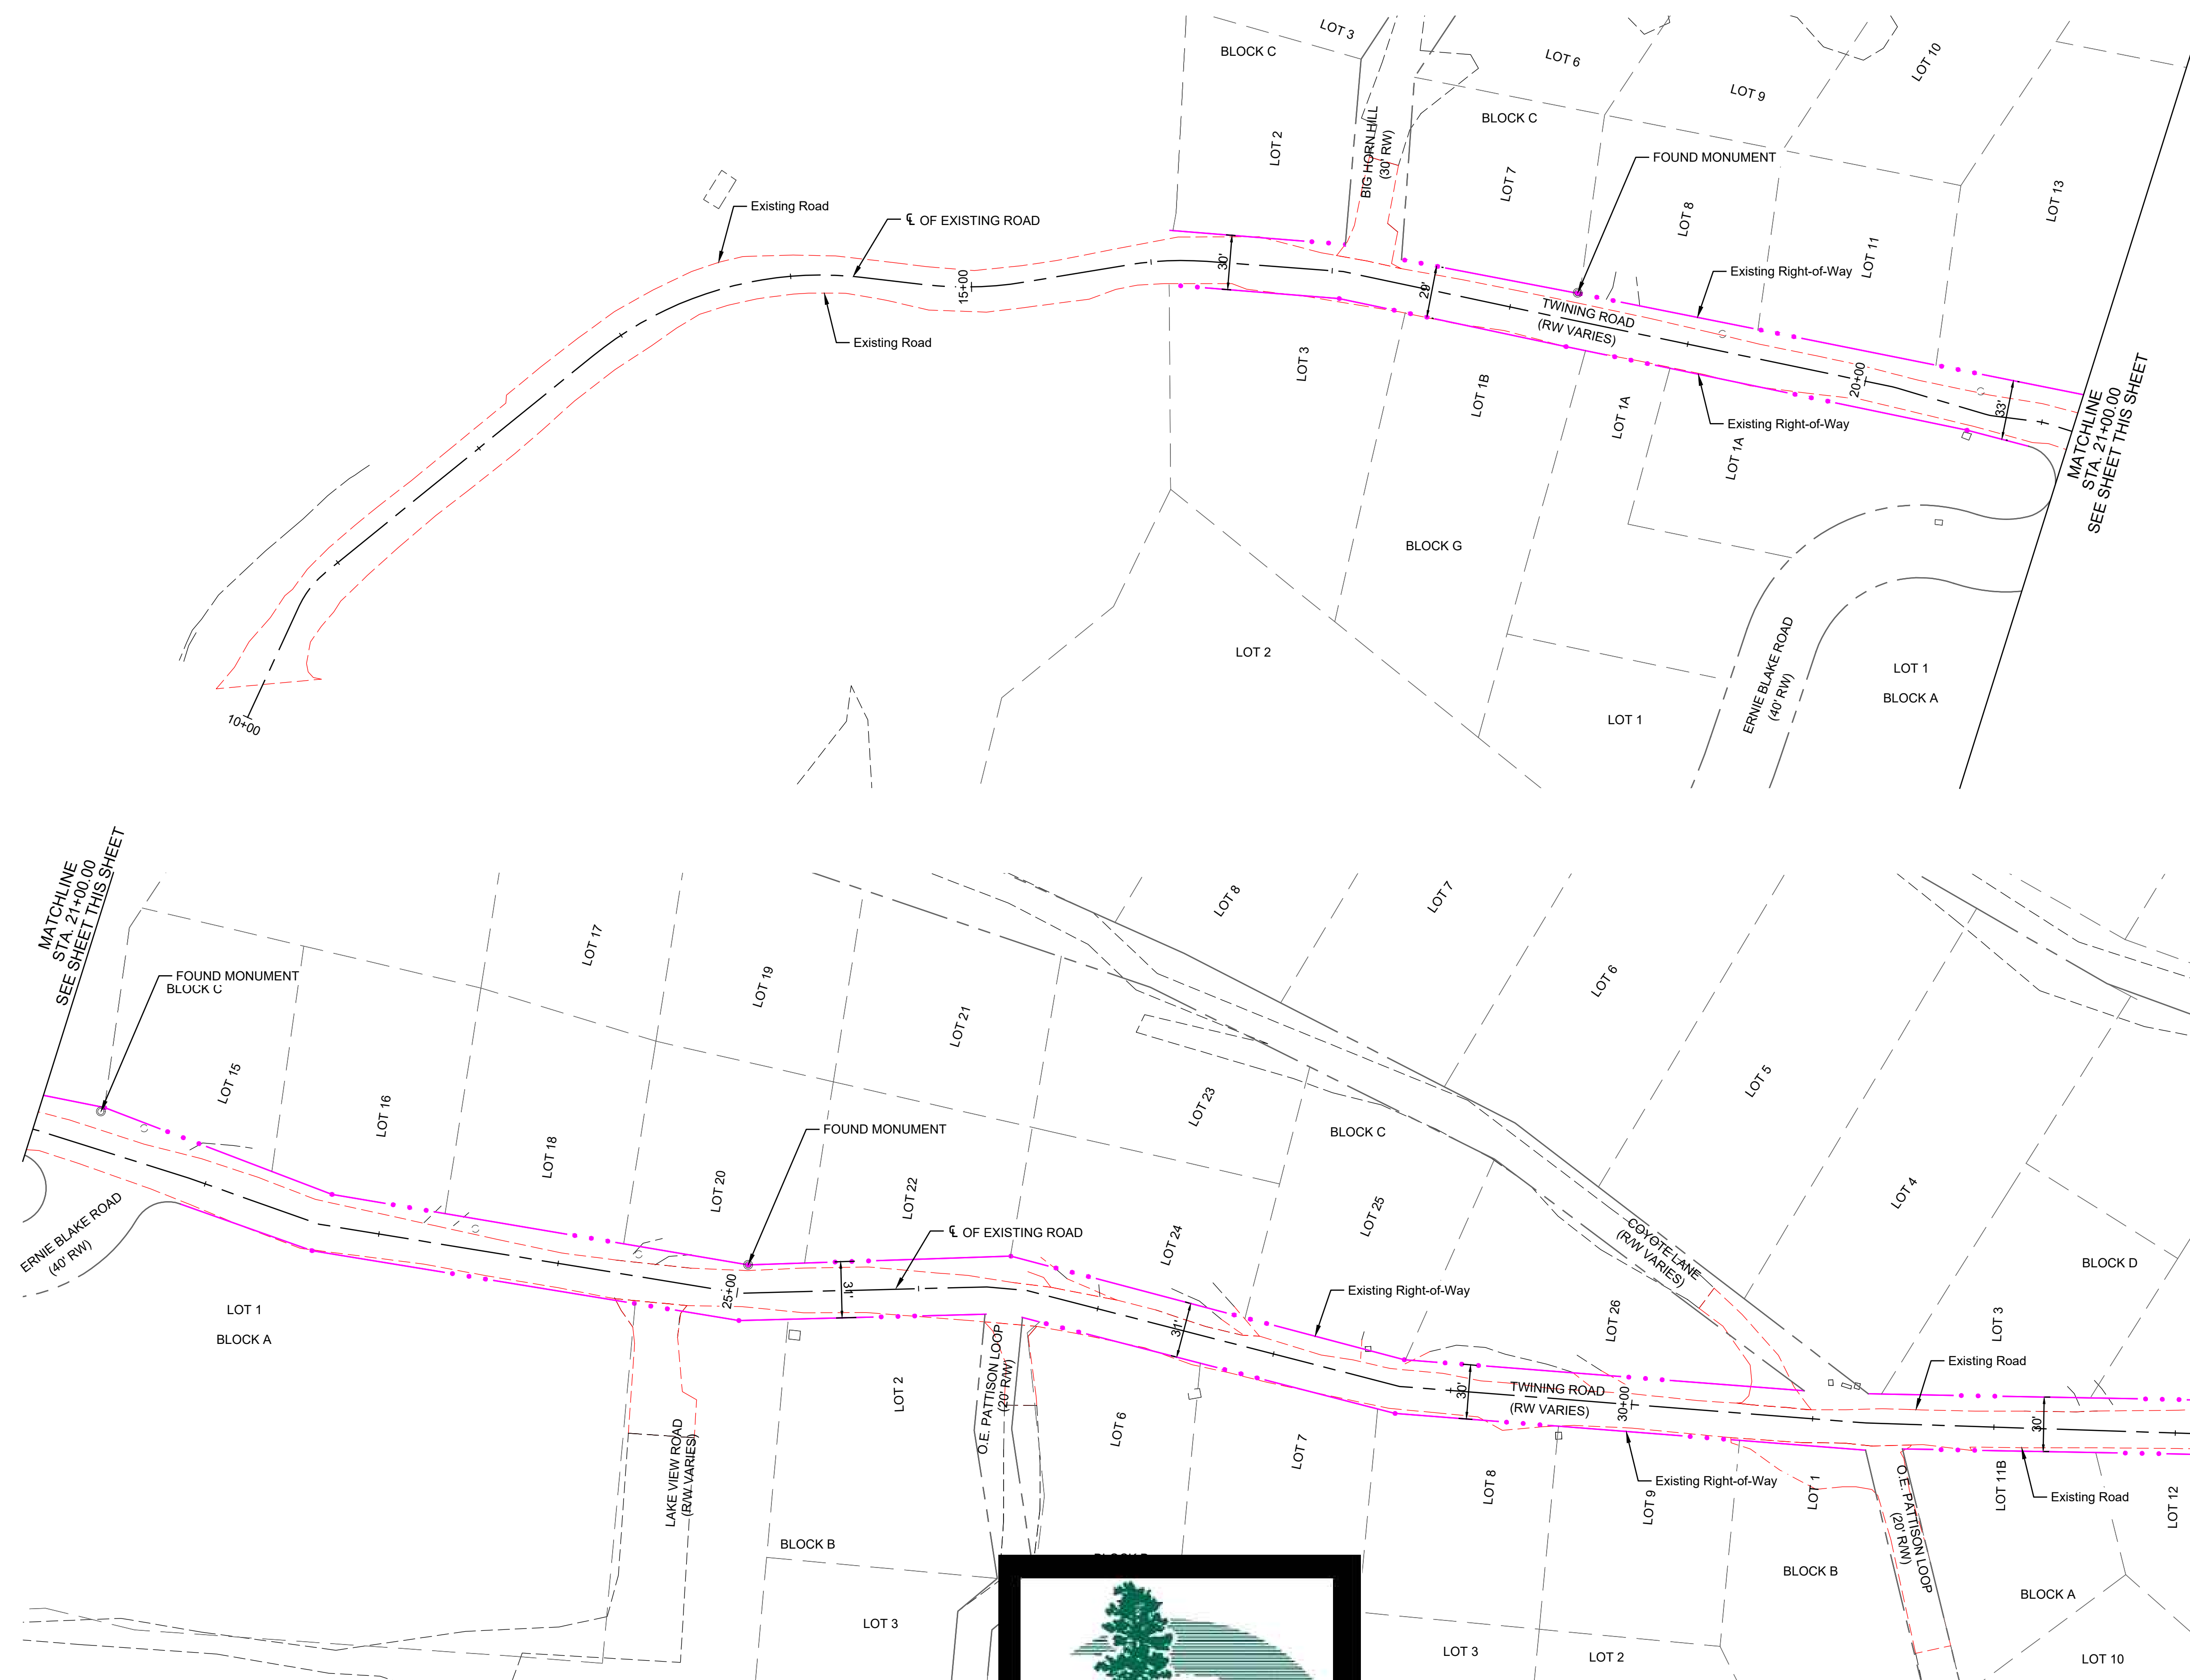 LOT 3
BLOCK C
LOT 6
LOT 10
LOT 9
BLOCK C
LOT 2
BIG HORN HILL
(30' RW)
FOUND MONUMENT
LOT 7
LOT 8
LOT 13
LOT 11
Existing Road
℄ OF EXISTING ROAD
15+00
30'
29'
Existing Right-of-Way
TWINING ROAD
(RW VARIES)
Existing Road
LOT 3
LOT 1B
LOT 1A
20+00
33'
Existing Right-of-Way
LOT 1A
MATCHLINE
STA. 21+00.00
SEE SHEET THIS SHEET
BLOCK G
LOT 2
LOT 1
ERNIE BLAKE ROAD
(40' RW)
LOT 1
BLOCK A
10+00
MATCHLINE
STA. 21+00.00
SEE SHEET THIS SHEET
FOUND MONUMENT
BLOCK C
LOT 17
LOT 19
LOT 21
LOT 8
LOT 7
LOT 6
LOT 5
LOT 4
LOT 15
LOT 16
LOT 18
LOT 20
FOUND MONUMENT
LOT 22
℄ OF EXISTING ROAD
LOT 23
BLOCK C
LOT 24
LOT 25
COYOTE LANE
(R/W VARIES)
BLOCK D
ERNIE BLAKE ROAD
(40' RW)
LOT 1
BLOCK A
25+00
31'
31'
Existing Right-of-Way
LOT 26
LOT 3
Existing Road
30'
TWINING ROAD
(RW VARIES)
30+00
30'
LAKE VIEW ROAD
(R/W VARIES)
LOT 2
O.E. PATTISON LOOP
(20' R/W)
LOT 6
LOT 7
LOT 8
LOT 9
Existing Right-of-Way
LOT 1
O.E. PATTISON LOOP
(20' R/W)
LOT 11B
Existing Road
LOT 12
BLOCK B
LOT 3
BLOCK B
BLOCK A
LOT 3
LOT 2
LOT 10